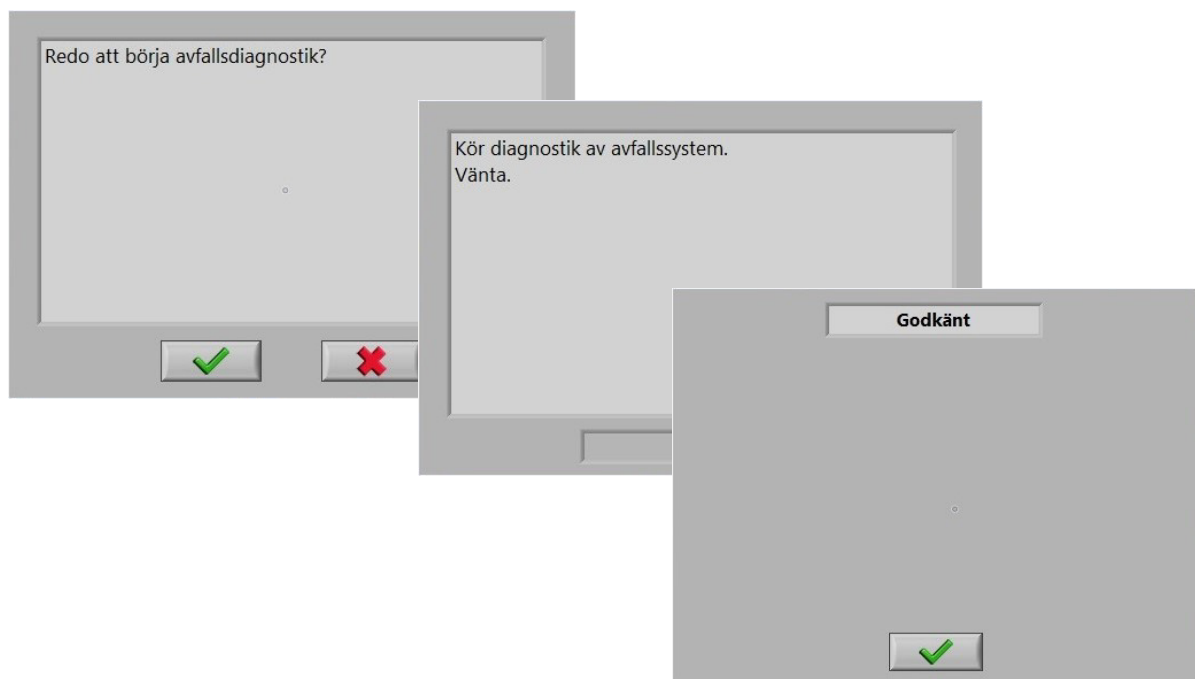 Redo att börja avfallsdiagnostik?
Kör diagnostik av avfallssystem.
Vänta.
Godkänt